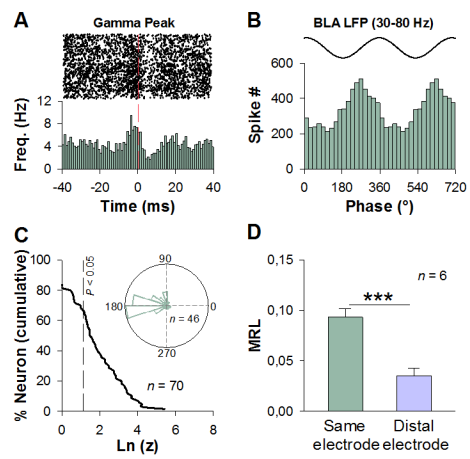 A
Gamma Peak
Freq. (Hz)
12
8
4
0
-40 -20 0 20 40
Time (ms)
B
BLA LFP (30-80 Hz)
Spike #
600
400
200
0
0 180 360 540 720
Phase (°)
C
% Neuron (cumulative)
100
80
60
40
20
0
P < 0.05
90
180
0
270
n = 46
n = 70
0 2 4 6 8
Ln (z)
D
MRL
0,15
0,10
0,05
0,00
n = 6
***
Same electrode
Distal electrode